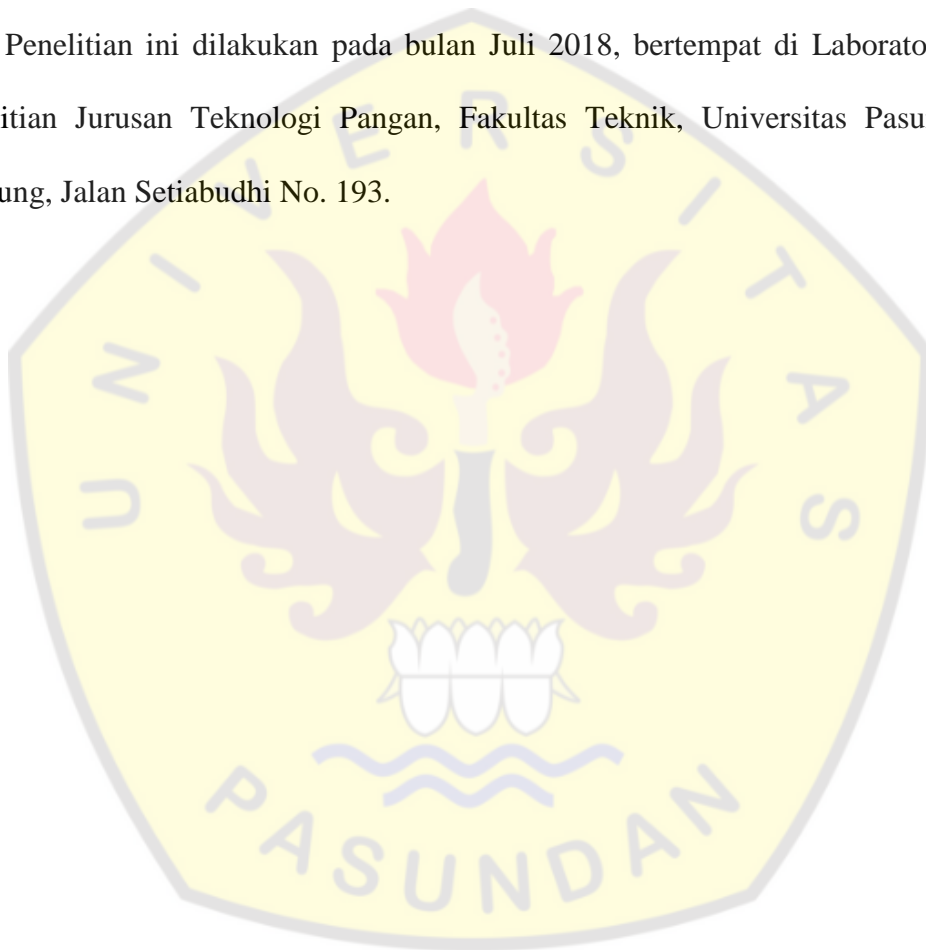 Penelitian ini dilakukan pada bulan Juli 2018, bertempat di Laborato
itian Jurusan Teknologi Pangan, Fakultas Teknik, Universitas Pasu
ung, Jalan Setiabudhi No. 193.
UNIVERSITAS
PASUNDAN